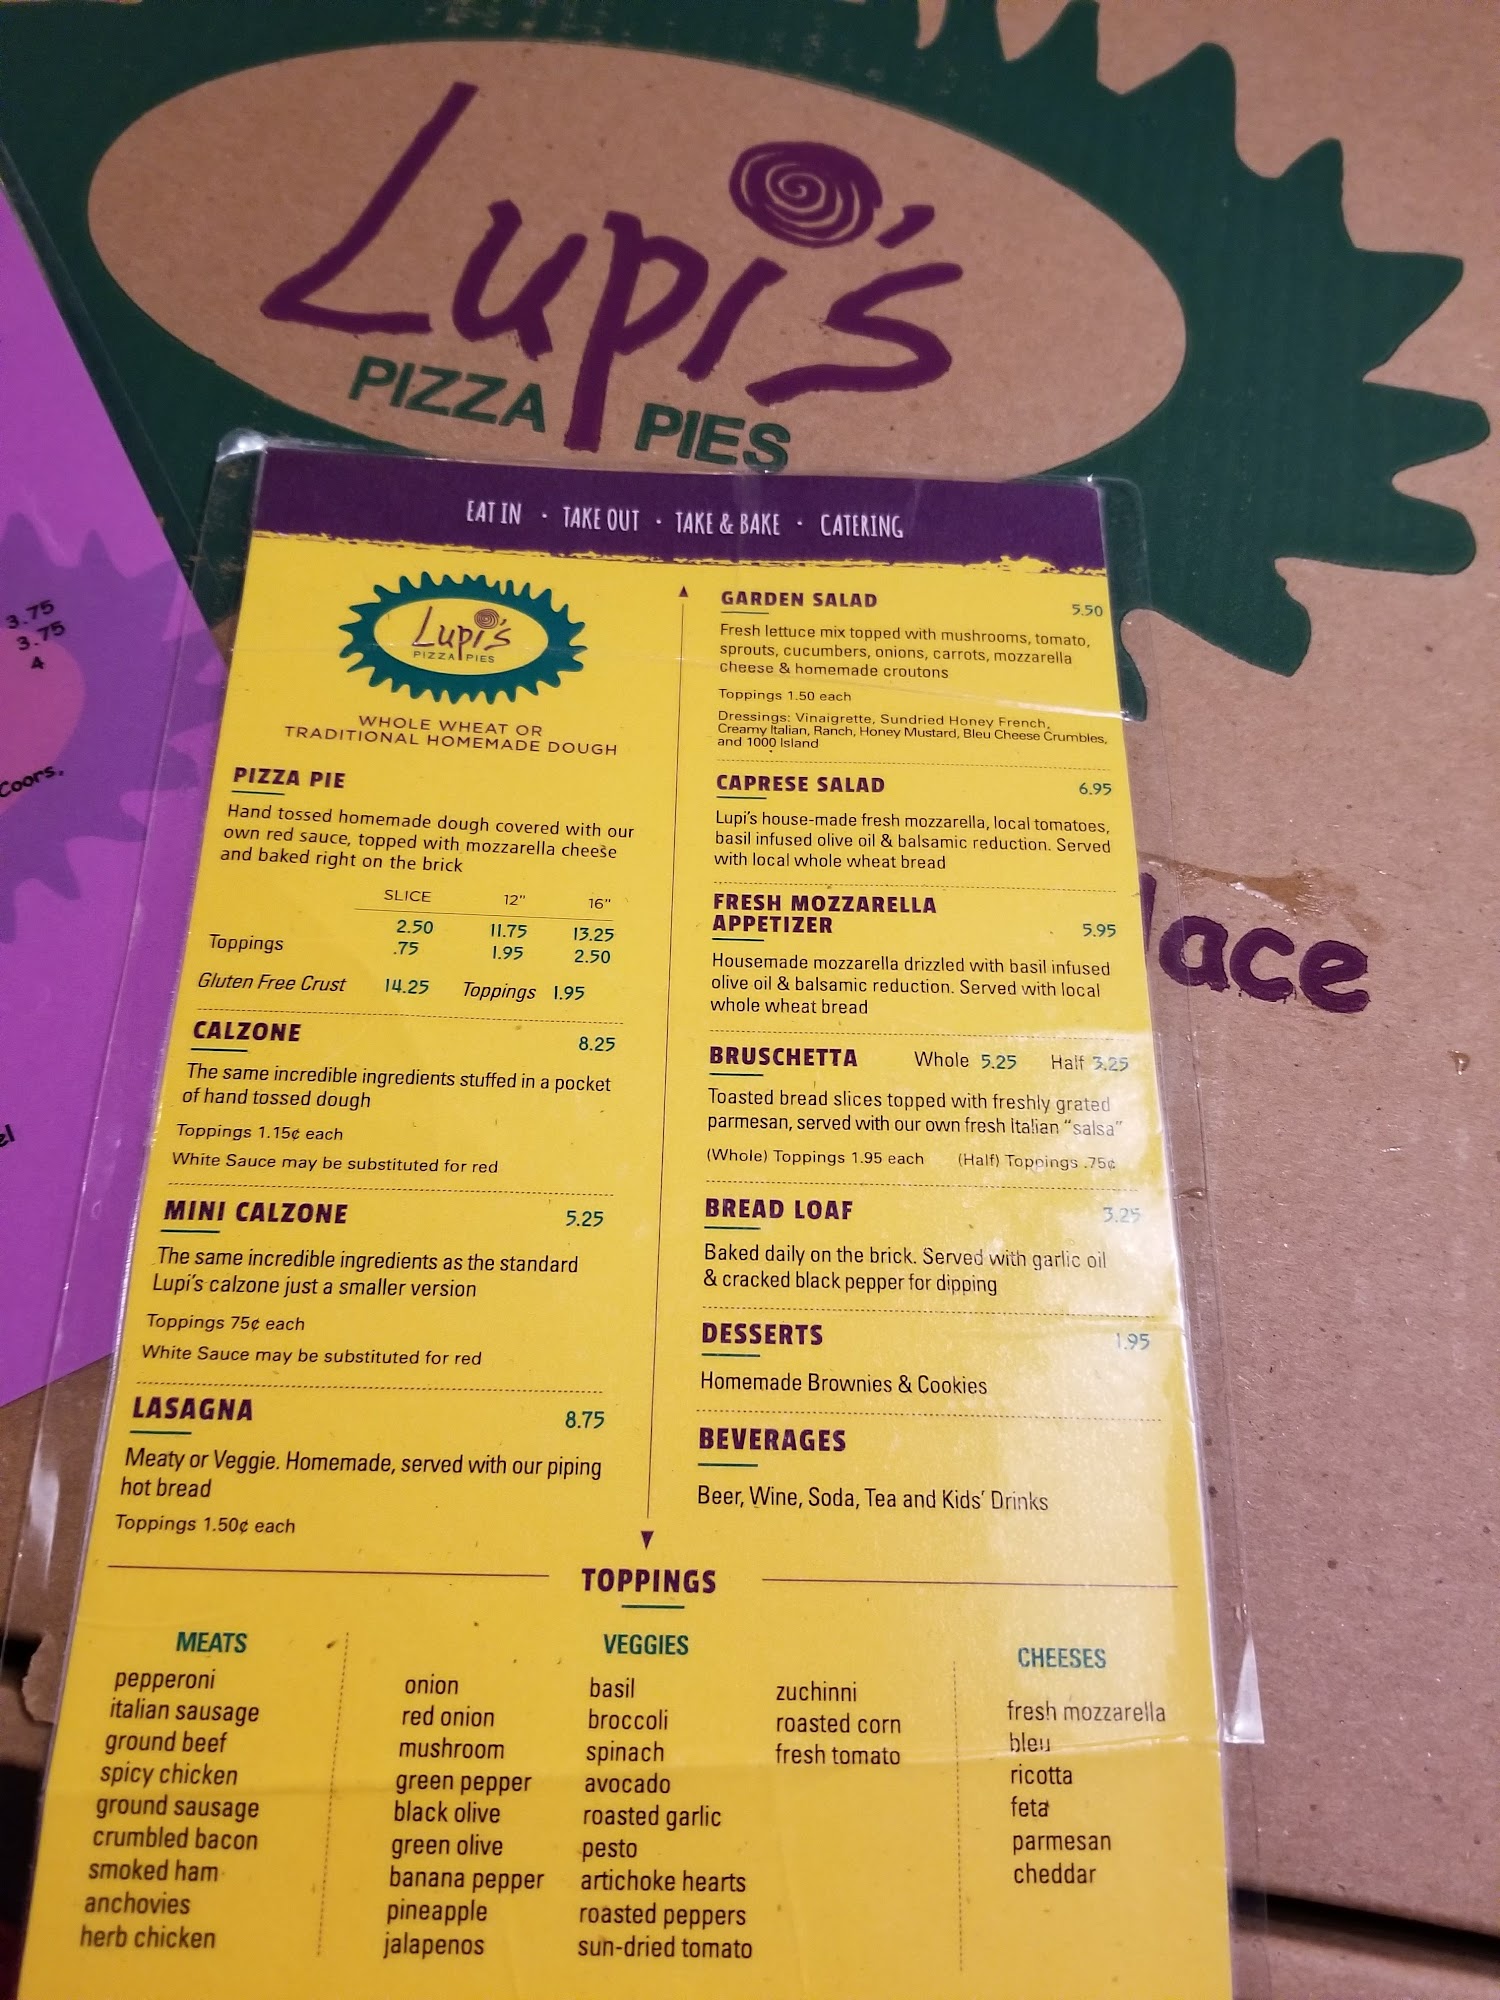 Lupi's
PIZZA PIES
3.75
3.75
4
Coors,
lace
EAT IN · TAKE OUT · TAKE & BAKE · CATERING
Lupi's
PIZZA PIES
WHOLE WHEAT OR
TRADITIONAL HOMEMADE DOUGH
PIZZA PIE
Hand tossed homemade dough covered with our
own red sauce, topped with mozzarella cheese
and baked right on the brick
SLICE 12" 16"
2.50 11.75 13.25
Toppings .75 1.95 2.50
Gluten Free Crust 14.25 Toppings 1.95
CALZONE 8.25
The same incredible ingredients stuffed in a pocket
of hand tossed dough
Toppings 1.15¢ each
White Sauce may be substituted for red
MINI CALZONE 5.25
The same incredible ingredients as the standard
Lupi's calzone just a smaller version
Toppings 75¢ each
White Sauce may be substituted for red
LASAGNA 8.75
Meaty or Veggie. Homemade, served with our piping
hot bread
Toppings 1.50¢ each
GARDEN SALAD 5.50
Fresh lettuce mix topped with mushrooms, tomato,
sprouts, cucumbers, onions, carrots, mozzarella
cheese & homemade croutons
Toppings 1.50 each
Dressings: Vinaigrette, Sundried Honey French,
Creamy Italian, Ranch, Honey Mustard, Bleu Cheese Crumbles,
and 1000 Island
CAPRESE SALAD 6.95
Lupi's house-made fresh mozzarella, local tomatoes,
basil infused olive oil & balsamic reduction. Served
with local whole wheat bread
FRESH MOZZARELLA
APPETIZER 5.95
Housemade mozzarella drizzled with basil infused
olive oil & balsamic reduction. Served with local
whole wheat bread
BRUSCHETTA Whole 5.25 Half 3.25
Toasted bread slices topped with freshly grated
parmesan, served with our own fresh Italian “salsa”
(Whole) Toppings 1.95 each (Half) Toppings .75¢
BREAD LOAF 3.25
Baked daily on the brick. Served with garlic oil
& cracked black pepper for dipping
DESSERTS 1.95
Homemade Brownies & Cookies
BEVERAGES
Beer, Wine, Soda, Tea and Kids' Drinks
TOPPINGS
MEATS
pepperoni
italian sausage
ground beef
spicy chicken
ground sausage
crumbled bacon
smoked ham
anchovies
herb chicken
VEGGIES
onion
red onion
mushroom
green pepper
black olive
green olive
banana pepper
pineapple
jalapenos
basil
broccoli
spinach
avocado
roasted garlic
pesto
artichoke hearts
roasted peppers
sun-dried tomato
zuchinni
roasted corn
fresh tomato
CHEESES
fresh mozzarella
bleu
ricotta
feta
parmesan
cheddar